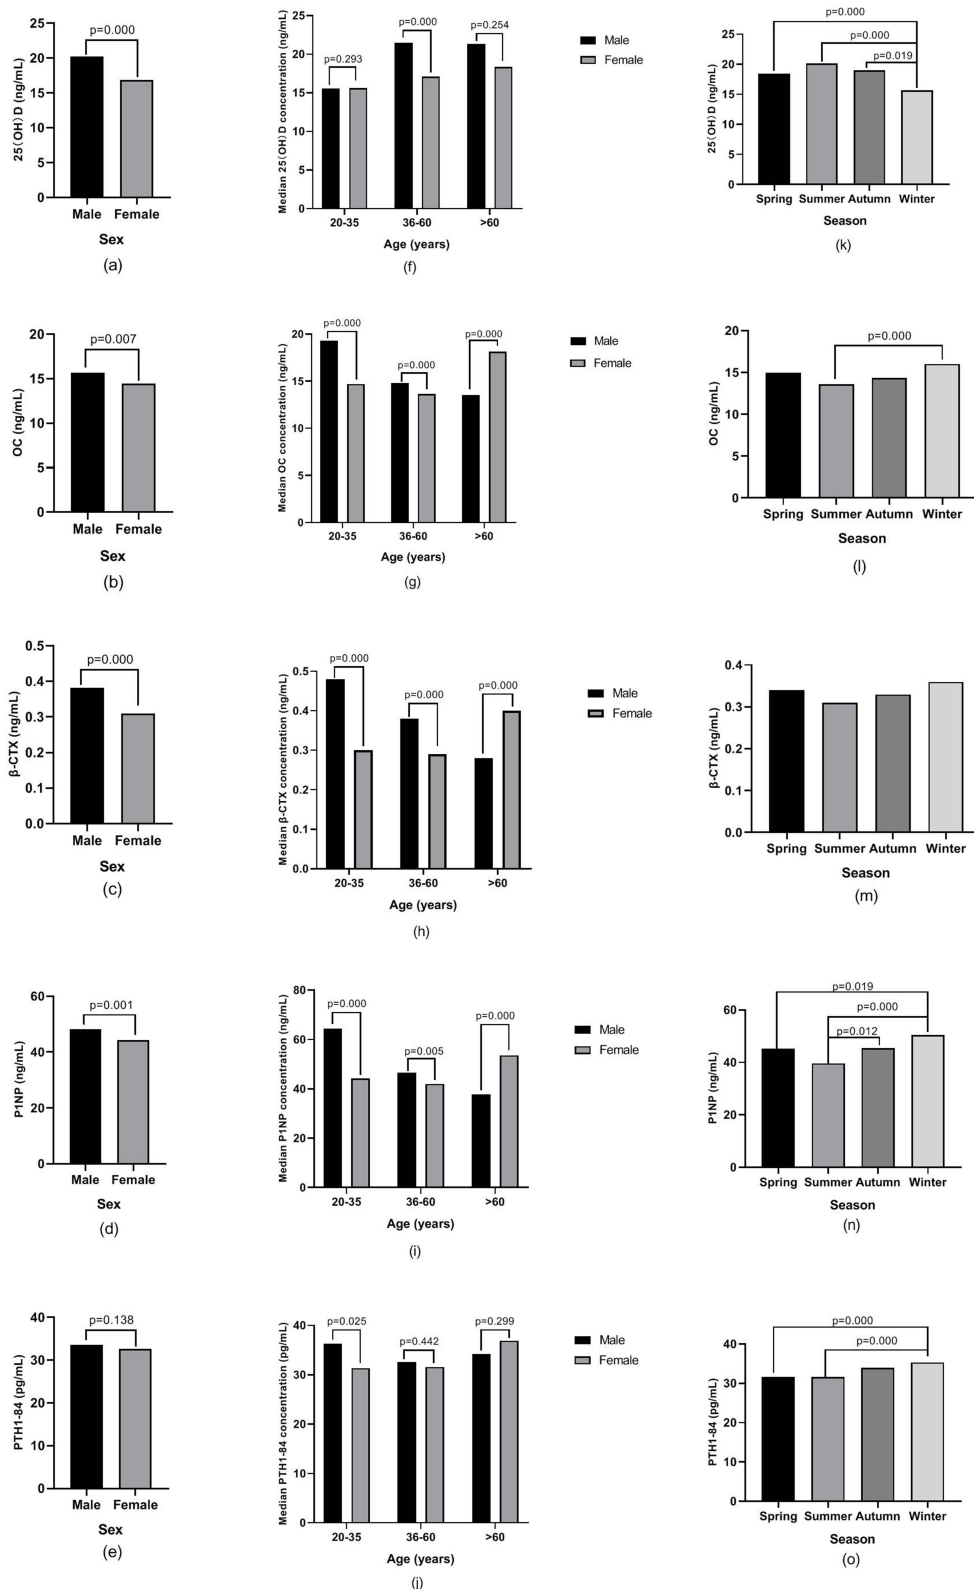 25(OH)D (ng/mL)
25
20
15
10
5
0
p=0.000
Male Female
Sex
(a)
Median 25(OH)D concentration (ng/mL)
25
20
15
10
5
0
p=0.293
p=0.000
p=0.254
Male
Female
20-35 36-60 >60
Age (years)
(f)
25(OH)D (ng/mL)
25
20
15
10
5
0
p=0.000
p=0.000
p=0.019
Spring Summer Autumn Winter
Season
(k)
OC (ng/mL)
20
15
10
5
0
p=0.007
Male Female
Sex
(b)
Median OC concentration (ng/mL)
20
15
10
5
0
p=0.000
p=0.000
p=0.000
Male
Female
20-35 36-60 >60
Age (years)
(g)
OC (ng/mL)
20
15
10
5
0
p=0.000
Spring Summer Autumn Winter
Season
(l)
β-CTX (ng/mL)
0.5
0.4
0.3
0.2
0.1
0.0
p=0.000
Male Female
Sex
(c)
Median β-CTX concentration (ng/mL)
0.5
0.4
0.3
0.2
0.1
0.0
p=0.000
p=0.000
p=0.000
Male
Female
20-35 36-60 >60
Age (years)
(h)
β-CTX (ng/mL)
0.4
0.3
0.2
0.1
0.0
Spring Summer Autumn Winter
Season
(m)
P1NP (ng/mL)
60
40
20
0
p=0.001
Male Female
Sex
(d)
Median P1NP concentration (ng/mL)
80
60
40
20
0
p=0.000
p=0.005
p=0.000
Male
Female
20-35 36-60 >60
Age (years)
(i)
P1NP (ng/mL)
60
40
20
0
p=0.019
p=0.000
p=0.012
Spring Summer Autumn Winter
Season
(n)
PTH1-84 (pg/mL)
40
30
20
10
0
p=0.138
Male Female
Sex
(e)
Median PTH1-84 concentration (pg/mL)
40
30
20
10
0
p=0.025
p=0.442
p=0.299
Male
Female
20-35 36-60 >60
Age (years)
(j)
PTH1-84 (pg/mL)
40
30
20
10
0
p=0.000
p=0.000
Spring Summer Autumn Winter
Season
(o)